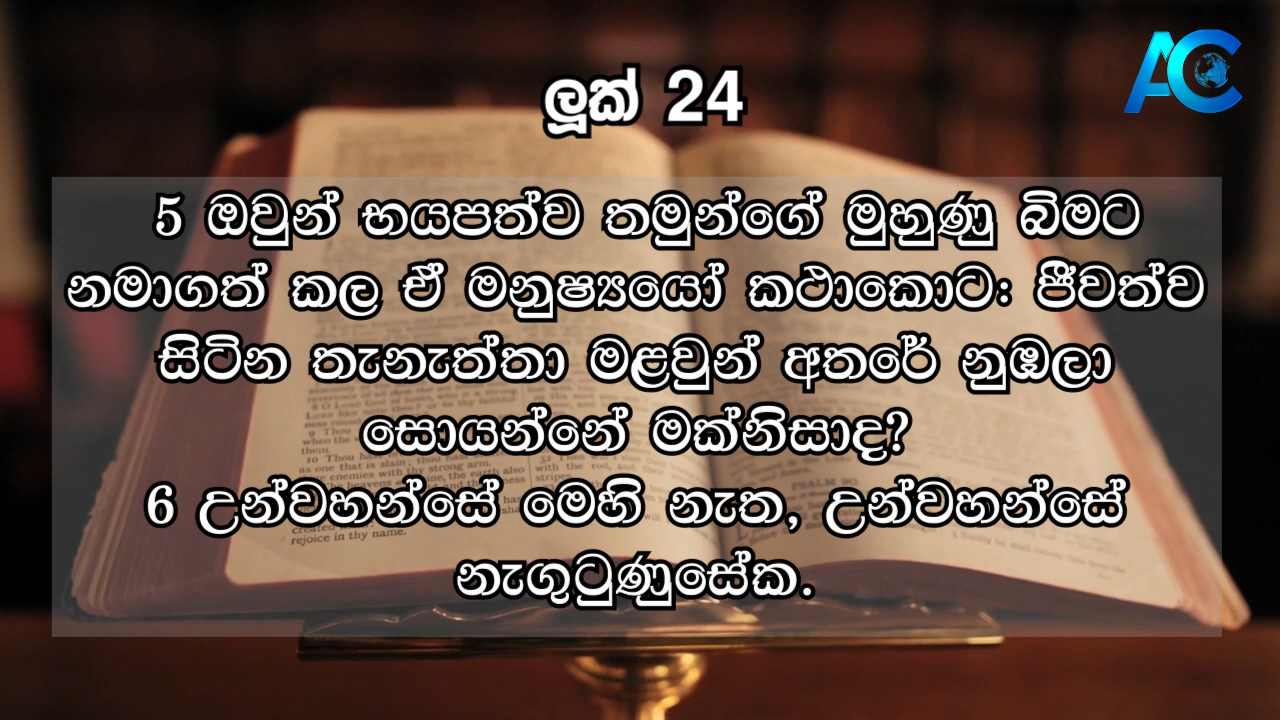 AC
ලූක් 24
5 ඔවුන් භයපත්ව තමුන්ගේ මුහුණු බිමට
නමාගත් කල ඒ මනුෂ්‍යයෝ කථාකොට: ජීවත්ව
සිටින තැනැත්තා මළවුන් අතරේ නුඹලා
සොයන්නේ මක්නිසාද?
6 උන්වහන්සේ මෙහි නැත, උන්වහන්සේ
නැගුටුණුසේක.